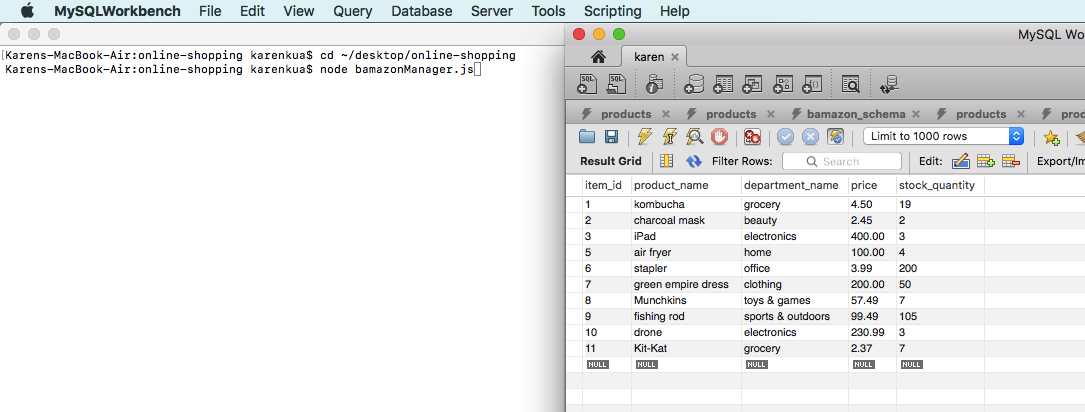 MySQLWorkbench File Edit View Query Database Server Tools Scripting Help
Karens-MacBook-Air:online-shopping karenkua$ cd ~/desktop/online-shopping
Karens-MacBook-Air:online-shopping karenkua$ node bamazonManager.js
MySQL Wo
karen
SQL SQL
products products bamazon_schema products pro
Limit to 1000 rows
Result Grid Filter Rows: Search Edit: Export/Im
item_id product_name department_name price stock_quantity
1 kombucha grocery 4.50 19
2 charcoal mask beauty 2.45 2
3 iPad electronics 400.00 3
5 air fryer home 100.00 4
6 stapler office 3.99 200
7 green empire dress clothing 200.00 50
8 Munchkins toys & games 57.49 7
9 fishing rod sports & outdoors 99.49 105
10 drone electronics 230.99 3
11 Kit-Kat grocery 2.37 7
NULL NULL NULL NULL NULL